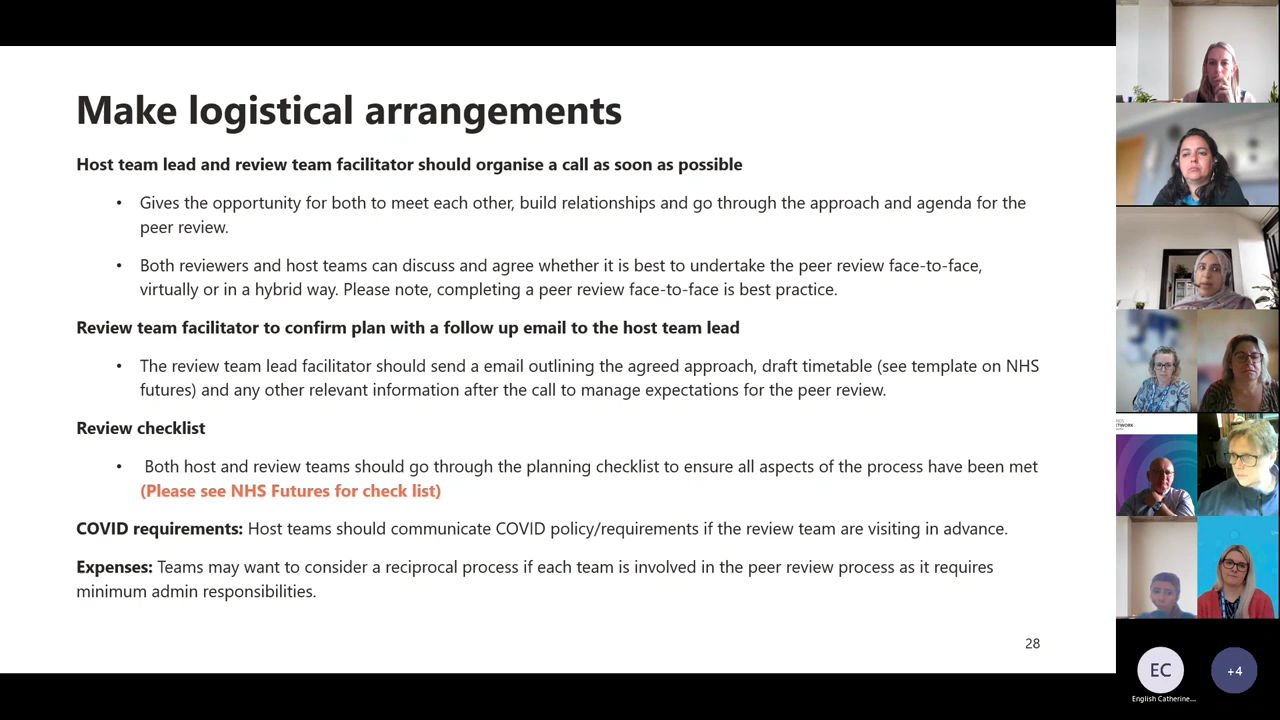 Make logistical arrangements
Host team lead and review team facilitator should organise a call as soon as possible
• Gives the opportunity for both to meet each other, build relationships and go through the approach and agenda for the
peer review.
• Both reviewers and host teams can discuss and agree whether it is best to undertake the peer review face-to-face,
virtually or in a hybrid way. Please note, completing a peer review face-to-face is best practice.
Review team facilitator to confirm plan with a follow up email to the host team lead
• The review team lead facilitator should send a email outlining the agreed approach, draft timetable (see template on NHS
futures) and any other relevant information after the call to manage expectations for the peer review.
Review checklist
• Both host and review teams should go through the planning checklist to ensure all aspects of the process have been met
(Please see NHS Futures for check list)
COVID requirements: Host teams should communicate COVID policy/requirements if the review team are visiting in advance.
Expenses: Teams may want to consider a reciprocal process if each team is involved in the peer review process as it requires
minimum admin responsibilities.
28
EC
+4
English Catherine...